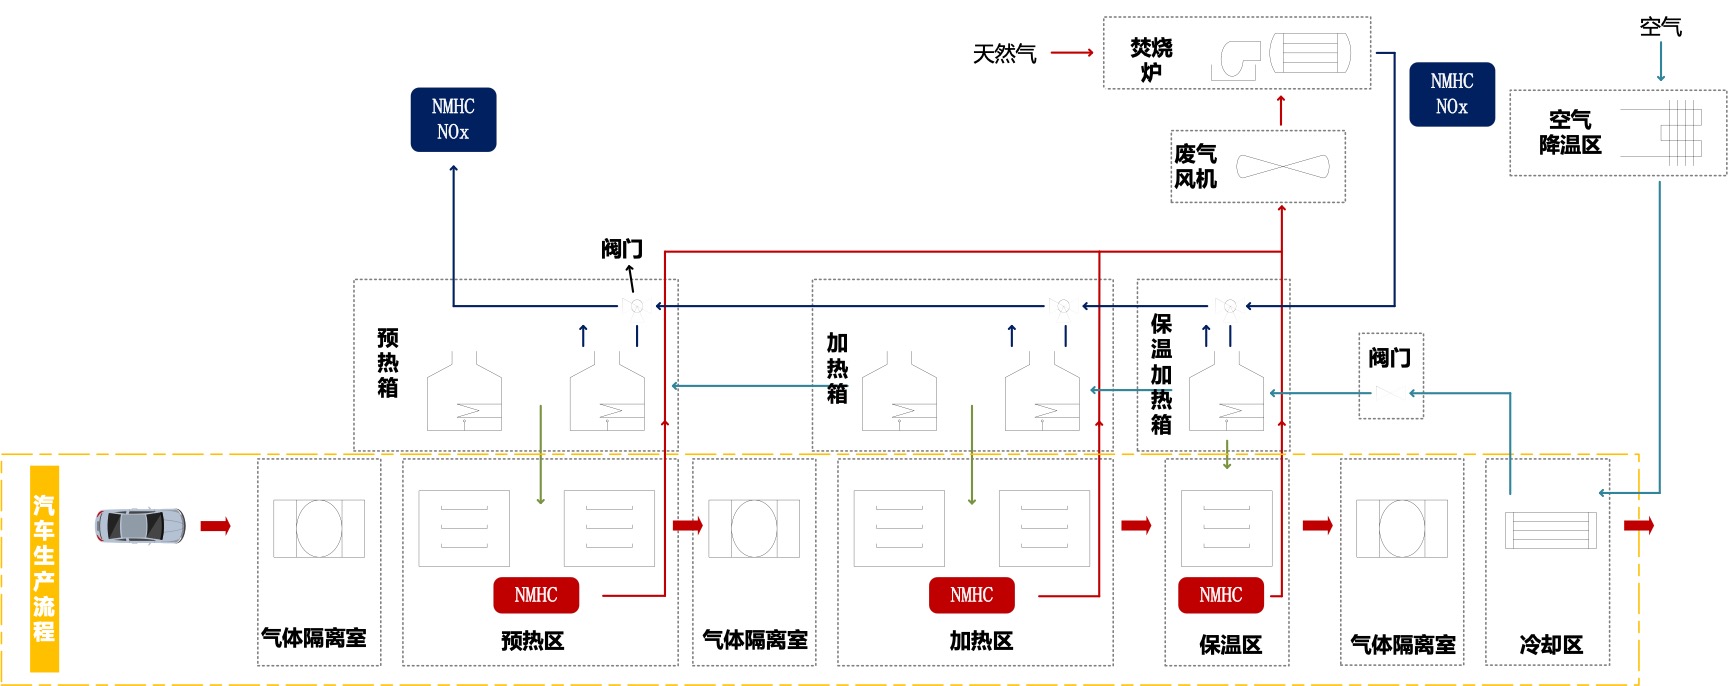 天然气
焚烧
炉
空气
NMHC
NOx
NMHC
NOx
空气
降温区
废气
风机
阀门
预
热
箱
加
热
箱
保
温
加
热
箱
阀门
汽
车
生
产
流
程
NMHC
NMHC
NMHC
气体隔离室
预热区
气体隔离室
加热区
保温区
气体隔离室
冷却区